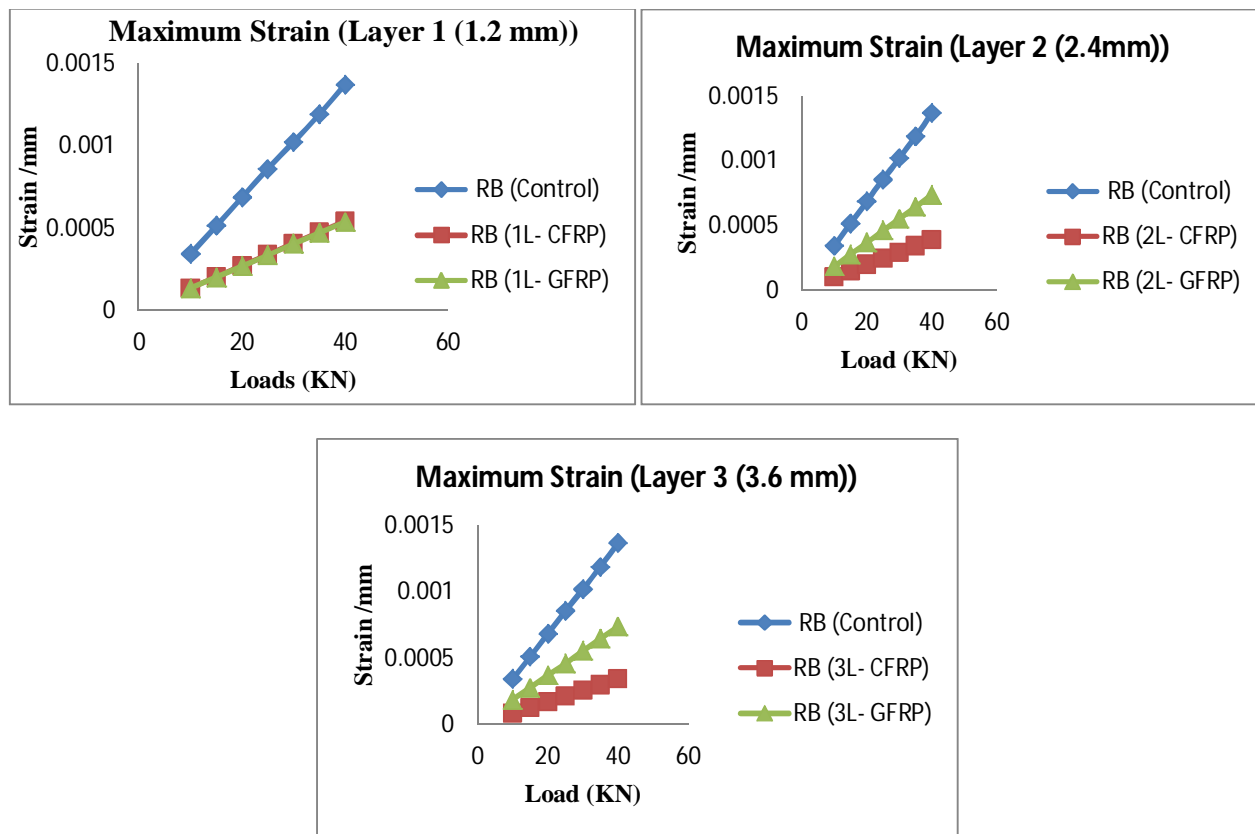 Maximum Strain (Layer 1 (1.2 mm))
0.0015
0.001
0.0005
0
Strain /mm
0 20 40 60
Loads (KN)
RB (Control)
RB (1L- CFRP)
RB (1L- GFRP)
Maximum Strain (Layer 2 (2.4mm))
0.0015
0.001
0.0005
0
Strain /mm
0 20 40 60
Load (KN)
RB (Control)
RB (2L- CFRP)
RB (2L- GFRP)
Maximum Strain (Layer 3 (3.6 mm))
0.0015
0.001
0.0005
0
Strain /mm
0 20 40 60
Load (KN)
RB (Control)
RB (3L- CFRP)
RB (3L- GFRP)